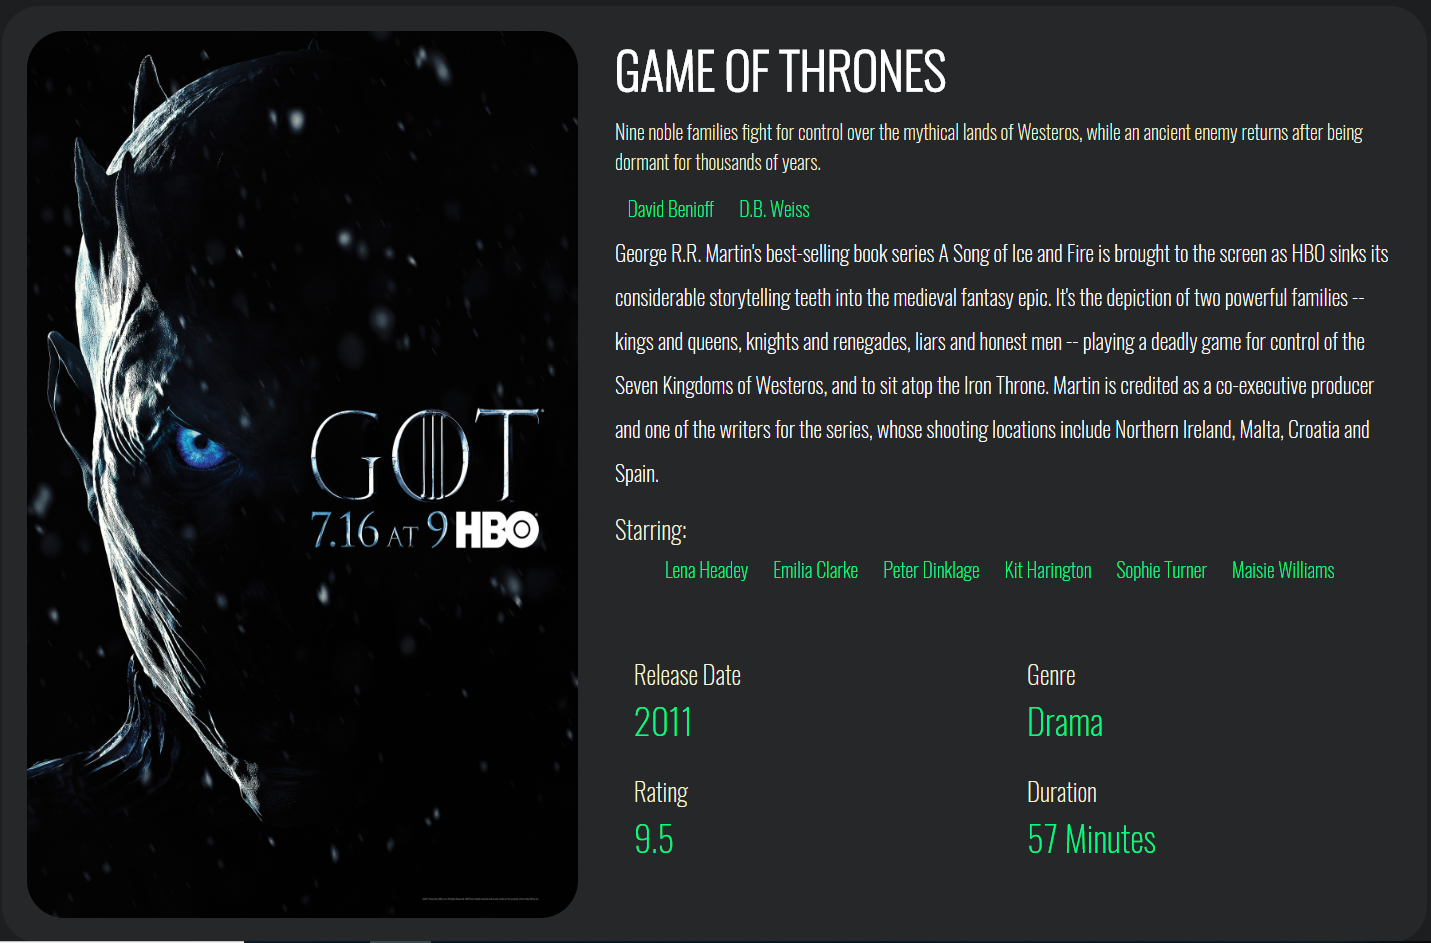 GAME OF THRONES
Nine noble families fight for control over the mythical lands of Westeros, while an ancient enemy returns after being
dormant for thousands of years.
David Benioff D.B. Weiss
George R.R. Martin's best-selling book series A Song of Ice and Fire is brought to the screen as HBO sinks its
considerable storytelling teeth into the medieval fantasy epic. It's the depiction of two powerful families --
kings and queens, knights and renegades, liars and honest men -- playing a deadly game for control of the
Seven Kingdoms of Westeros, and to sit atop the Iron Throne. Martin is credited as a co-executive producer
and one of the writers for the series, whose shooting locations include Northern Ireland, Malta, Croatia and
Spain.
Starring:
Lena Headey Emilia Clarke Peter Dinklage Kit Harington Sophie Turner Maisie Williams
Release Date
2011
Genre
Drama
Rating
9.5
Duration
57 Minutes
GOT
7.16 AT 9 HBO